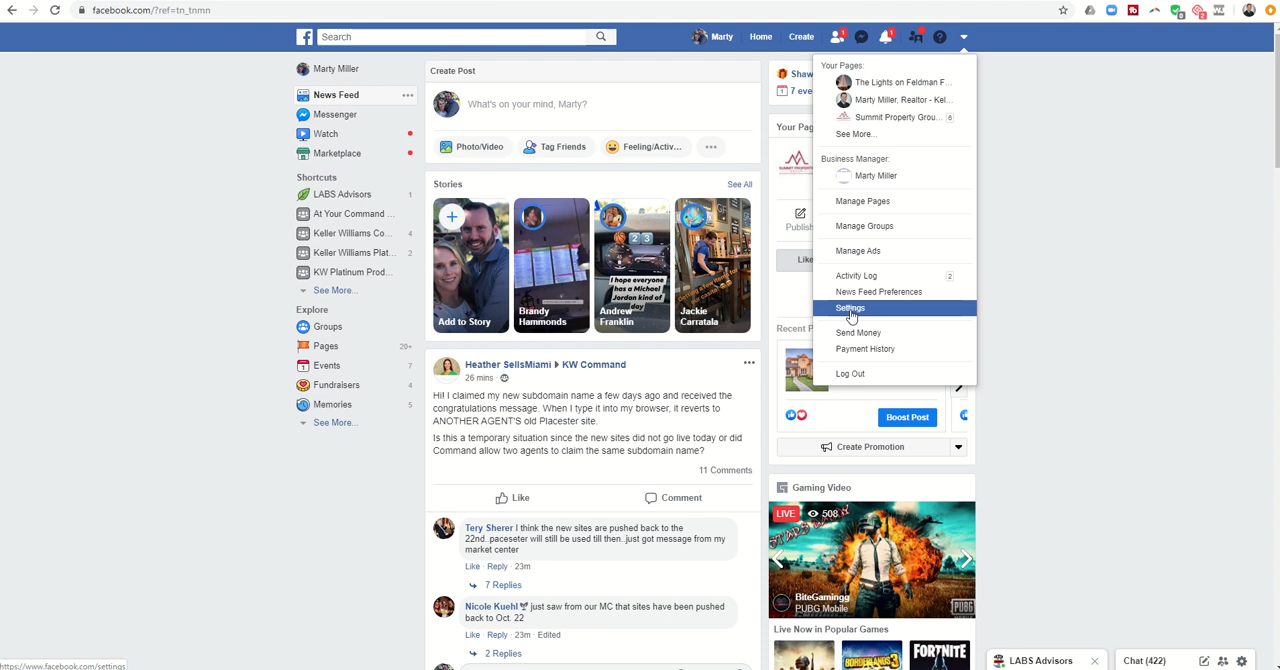 facebook.com/?ref=tn_tnmn
Search
Marty
Home
Create
1
1
Marty Miller
News Feed
Messenger
Watch
Marketplace
Shortcuts
LABS Advisors 1
At Your Command ...
Keller Williams Co... 4
Keller Williams Plat... 2
KW Platinum Prod...
See More...
Explore
Groups
Pages 20+
Events 7
Fundraisers 4
Memories 5
See More...
Create Post
What's on your mind, Marty?
Photo/Video
Tag Friends
Feeling/Activ...
Stories
See All
Add to Story
Brandy
Hammonds
I hope everyone
has a Michael
Jordan kind of
day
Andrew
Franklin
Jackie
Carratala
Heather SellsMiami KW Command
26 mins ·
Hi! I claimed my new subdomain name a few days ago and received the
congratulations message. When I type it into my browser, it reverts to
ANOTHER AGENT'S old Placester site.
Is this a temporary situation since the new sites did not go live today or did
Command allow two agents to claim the same subdomain name?
11 Comments
Like
Comment
Tery Sherer I think the new sites are pushed back to the
22nd..paceseter will still be used till then..just got message from my
market center
Like · Reply · 23m
7 Replies
Nicole Kuehl just saw from our MC that sites have been pushed
back to Oct. 22
Like · Reply · 23m · Edited
2 Replies
Shaw
7 eve
Your Pag
Publish
Like
Recent P
Your Pages:
The Lights on Feldman F...
Marty Miller, Realtor - Kel...
Summit Property Grou... 6
See More...
Business Manager:
Marty Miller
Manage Pages
Manage Groups
Manage Ads
Activity Log 2
News Feed Preferences
Settings
Send Money
Payment History
Log Out
Boost Post
Create Promotion
Gaming Video
LIVE
508
BiteGamingg
PUBG Mobile
PUBG
Live Now in Popular Games
FORTNITE
LABS Advisors
Chat (422)
https://www.facebook.com/settings